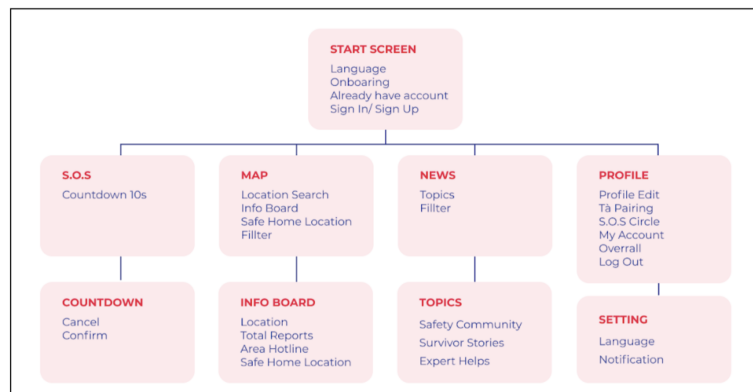 START SCREEN
Language
Onboaring
Already have account
Sign In/ Sign Up
S.O.S
Countdown 10s
MAP
Location Search
Info Board
Safe Home Location
Fillter
NEWS
Topics
Fillter
PROFILE
Profile Edit
Tà Pairing
S.O.S Circle
My Account
Overrall
Log Out
COUNTDOWN
Cancel
Confirm
INFO BOARD
Location
Total Reports
Area Hotline
Safe Home Location
TOPICS
Safety Community
Survivor Stories
Expert Helps
SETTING
Language
Notification